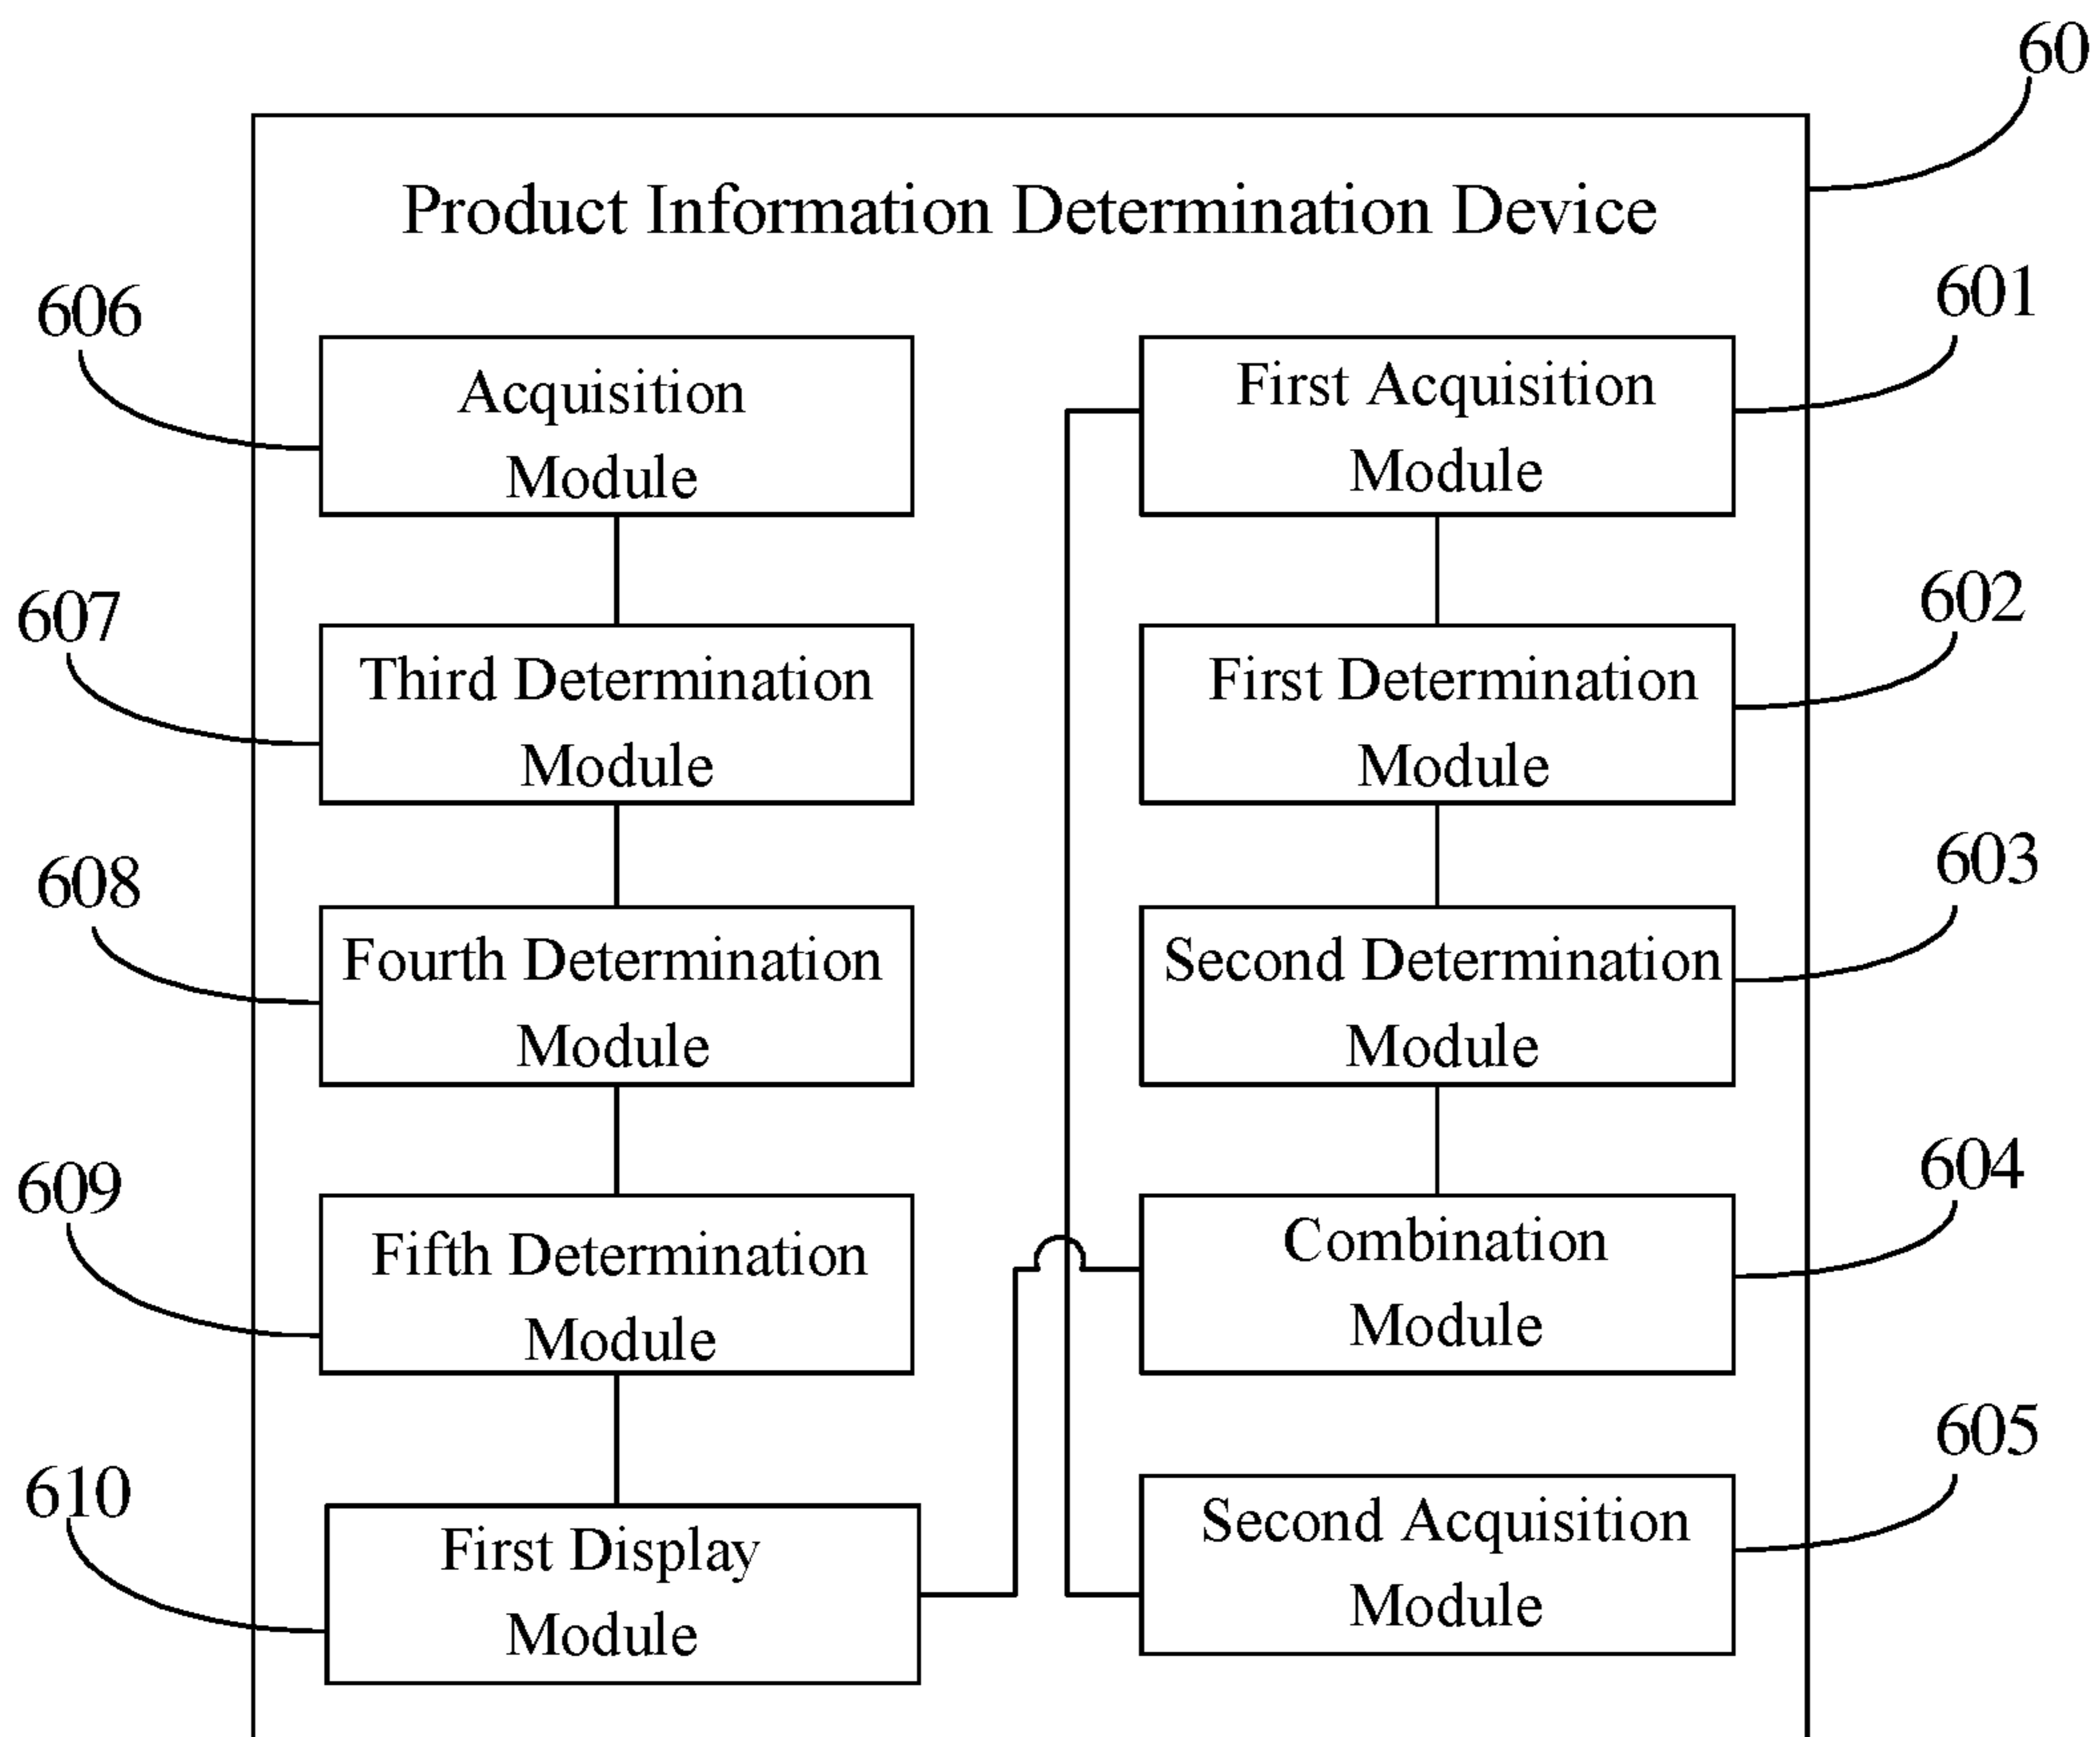 60
Product Information Determination Device
606
Acquisition
Module
601
First Acquisition
Module
607
Third Determination
Module
602
First Determination
Module
608
Fourth Determination
Module
603
Second Determination
Module
609
Fifth Determination
Module
604
Combination
Module
610
First Display
Module
605
Second Acquisition
Module